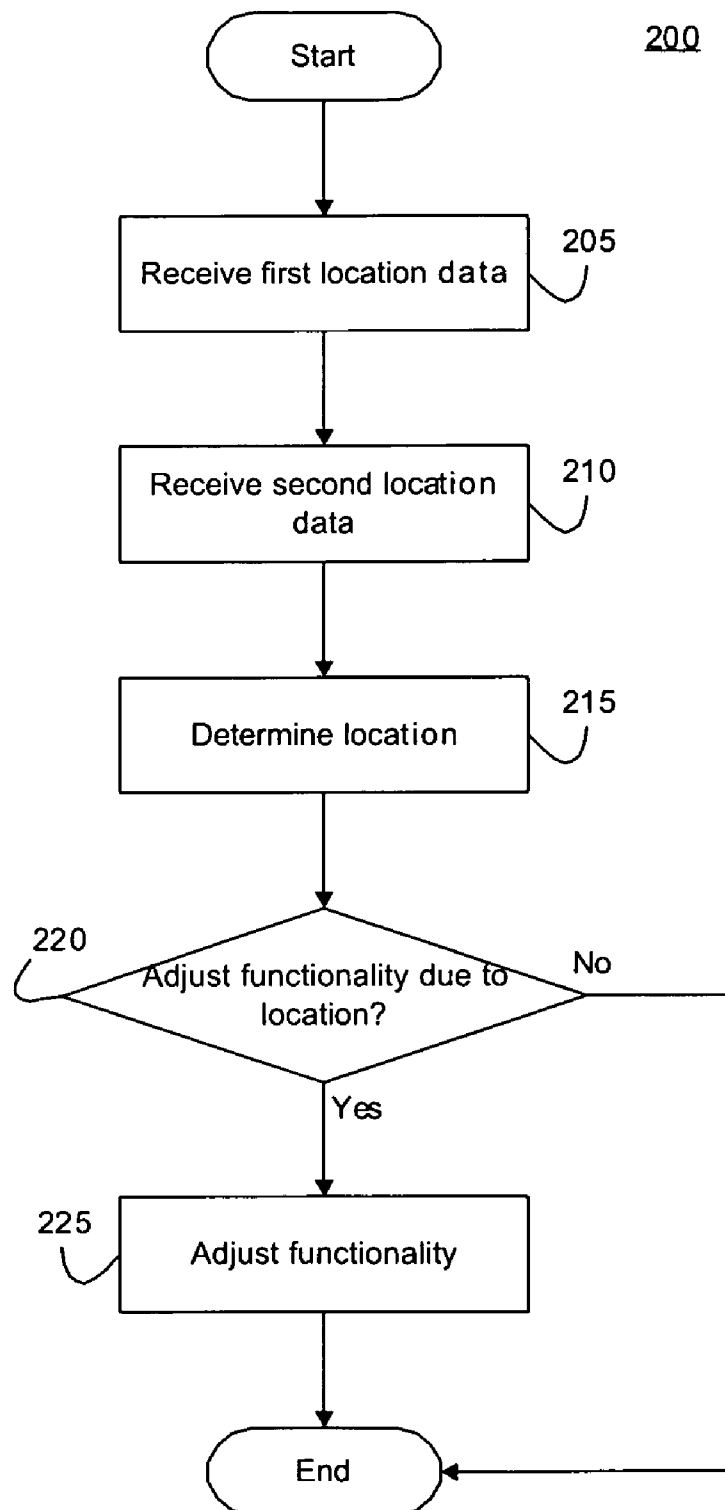 200
Start
Receive first location data
205
Receive second location
data
210
Determine location
215
220
Adjust functionality due to
location?
No
Yes
225
Adjust functionality
End